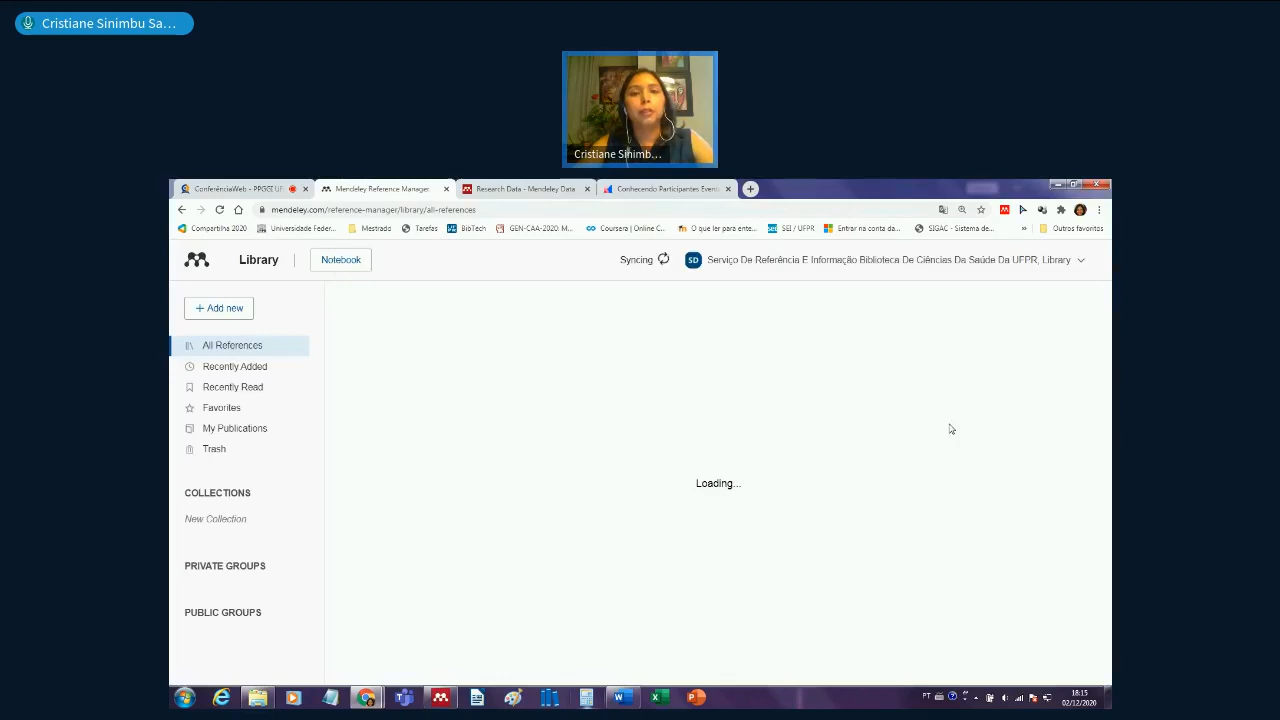 Cristiane Sinimbu Sa...
Cristiane Sinimb...
ConferênciaWeb - PPGGI UF
Mendeley Reference Manager
Research Data - Mendeley Data
Conhecendo Participantes Event
mendeley.com/reference-manager/library/all-references
Compartilha 2020
Universidade Feder...
Mestrado
Tarefas
BibTech
GEN-CAA-2020: M...
Coursera | Online C...
O que ler para ente...
SEI / UFPR
Entrar na conta da...
SIGAC - Sistema de...
»
Outros favoritos
Library
Notebook
Syncing
SD
Serviço De Referência E Informação Biblioteca De Ciências Da Saúde Da UFPR, Library
+ Add new
All References
Recently Added
Recently Read
Favorites
My Publications
Trash
COLLECTIONS
New Collection
PRIVATE GROUPS
PUBLIC GROUPS
Loading...
PT
18:15
02/12/2020